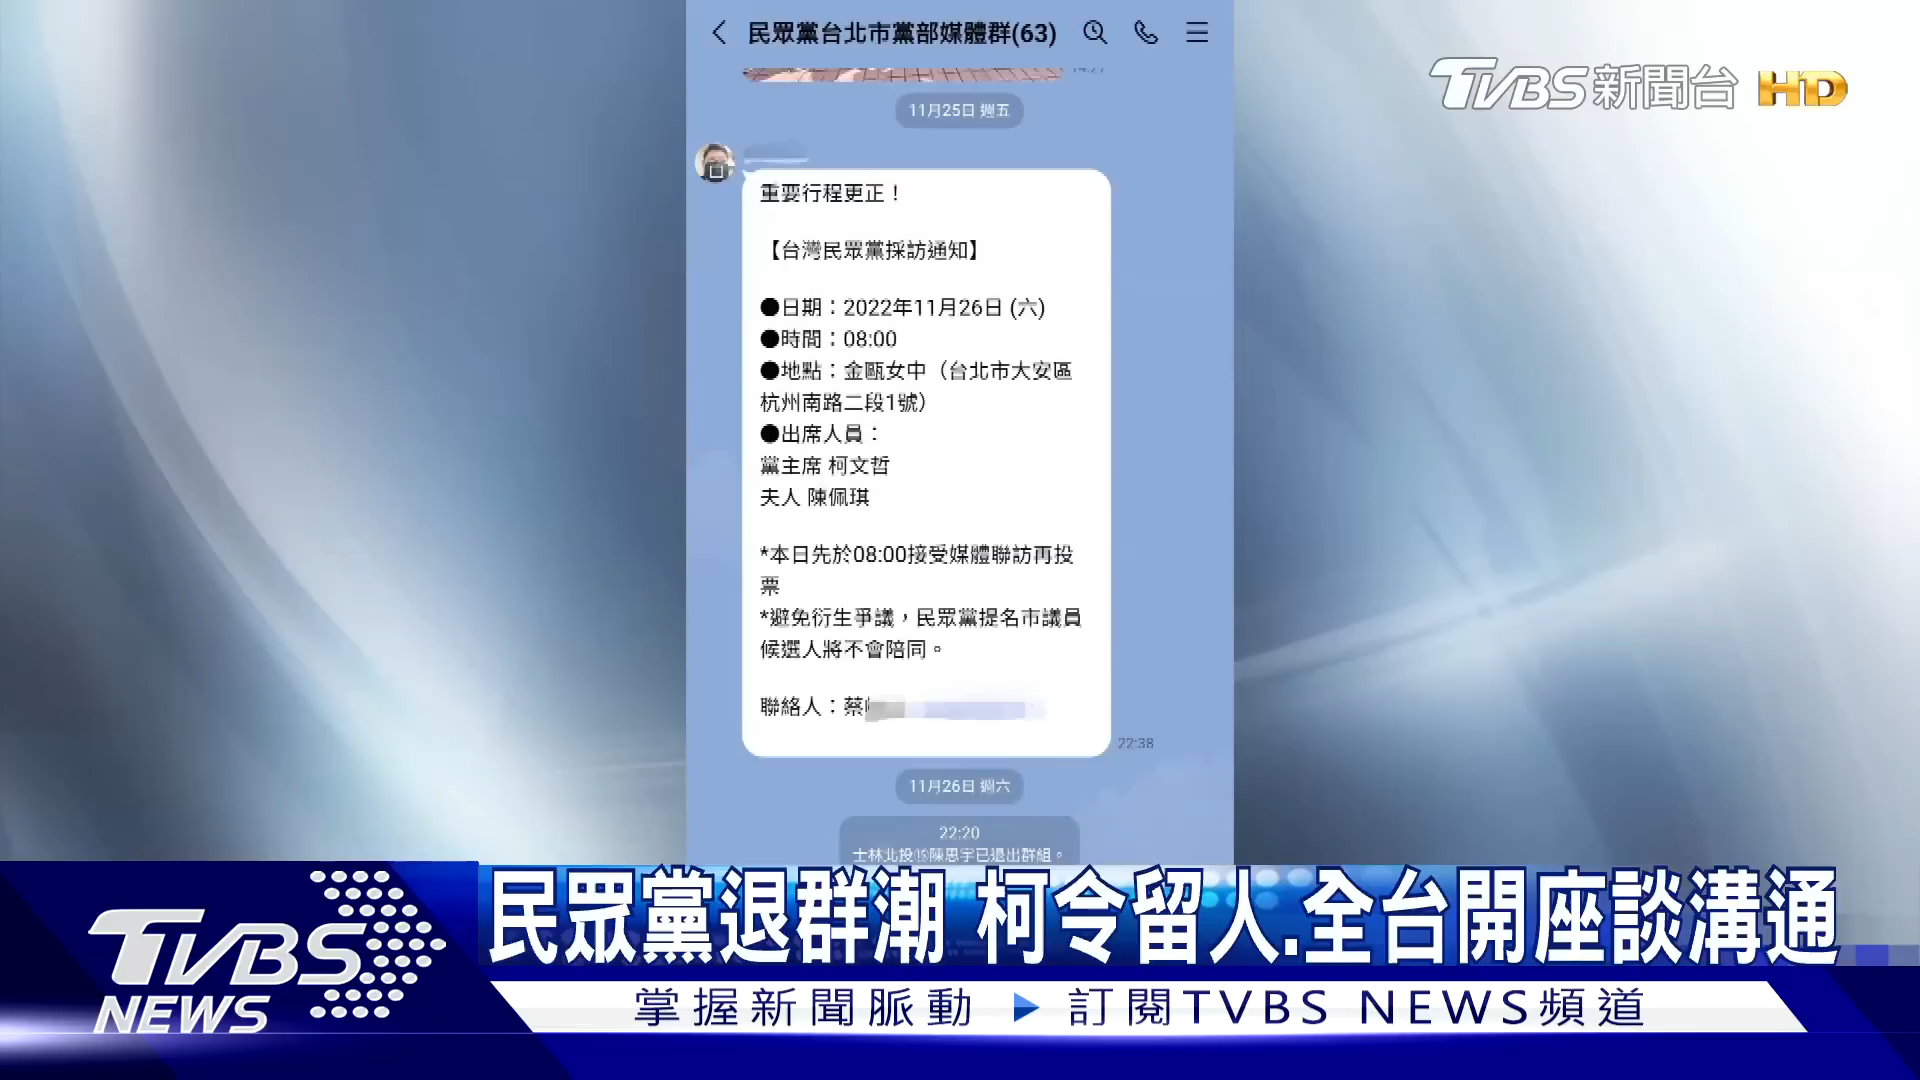 民眾黨台北市黨部媒體群(63)
TVBS新聞台 HD
11月25日 週五
重要行程更正！
【台灣民眾黨採訪通知】
●日期：2022年11月26日 (六)
●時間：08:00
●地點：金甌女中（台北市大安區
杭州南路二段1號）
●出席人員：
黨主席 柯文哲
夫人 陳佩琪
*本日先於08:00接受媒體聯訪再投
票
*避免衍生爭議，民眾黨提名市議員
候選人將不會陪同。
聯絡人：蔡
22:38
11月26日 週六
22:20
士林北投⑮陳思宇已退出群組。
民眾黨退群潮 柯令留人.全台開座談溝通
TVBS
NEWS
掌握新聞脈動 ▶ 訂閱TVBS NEWS頻道